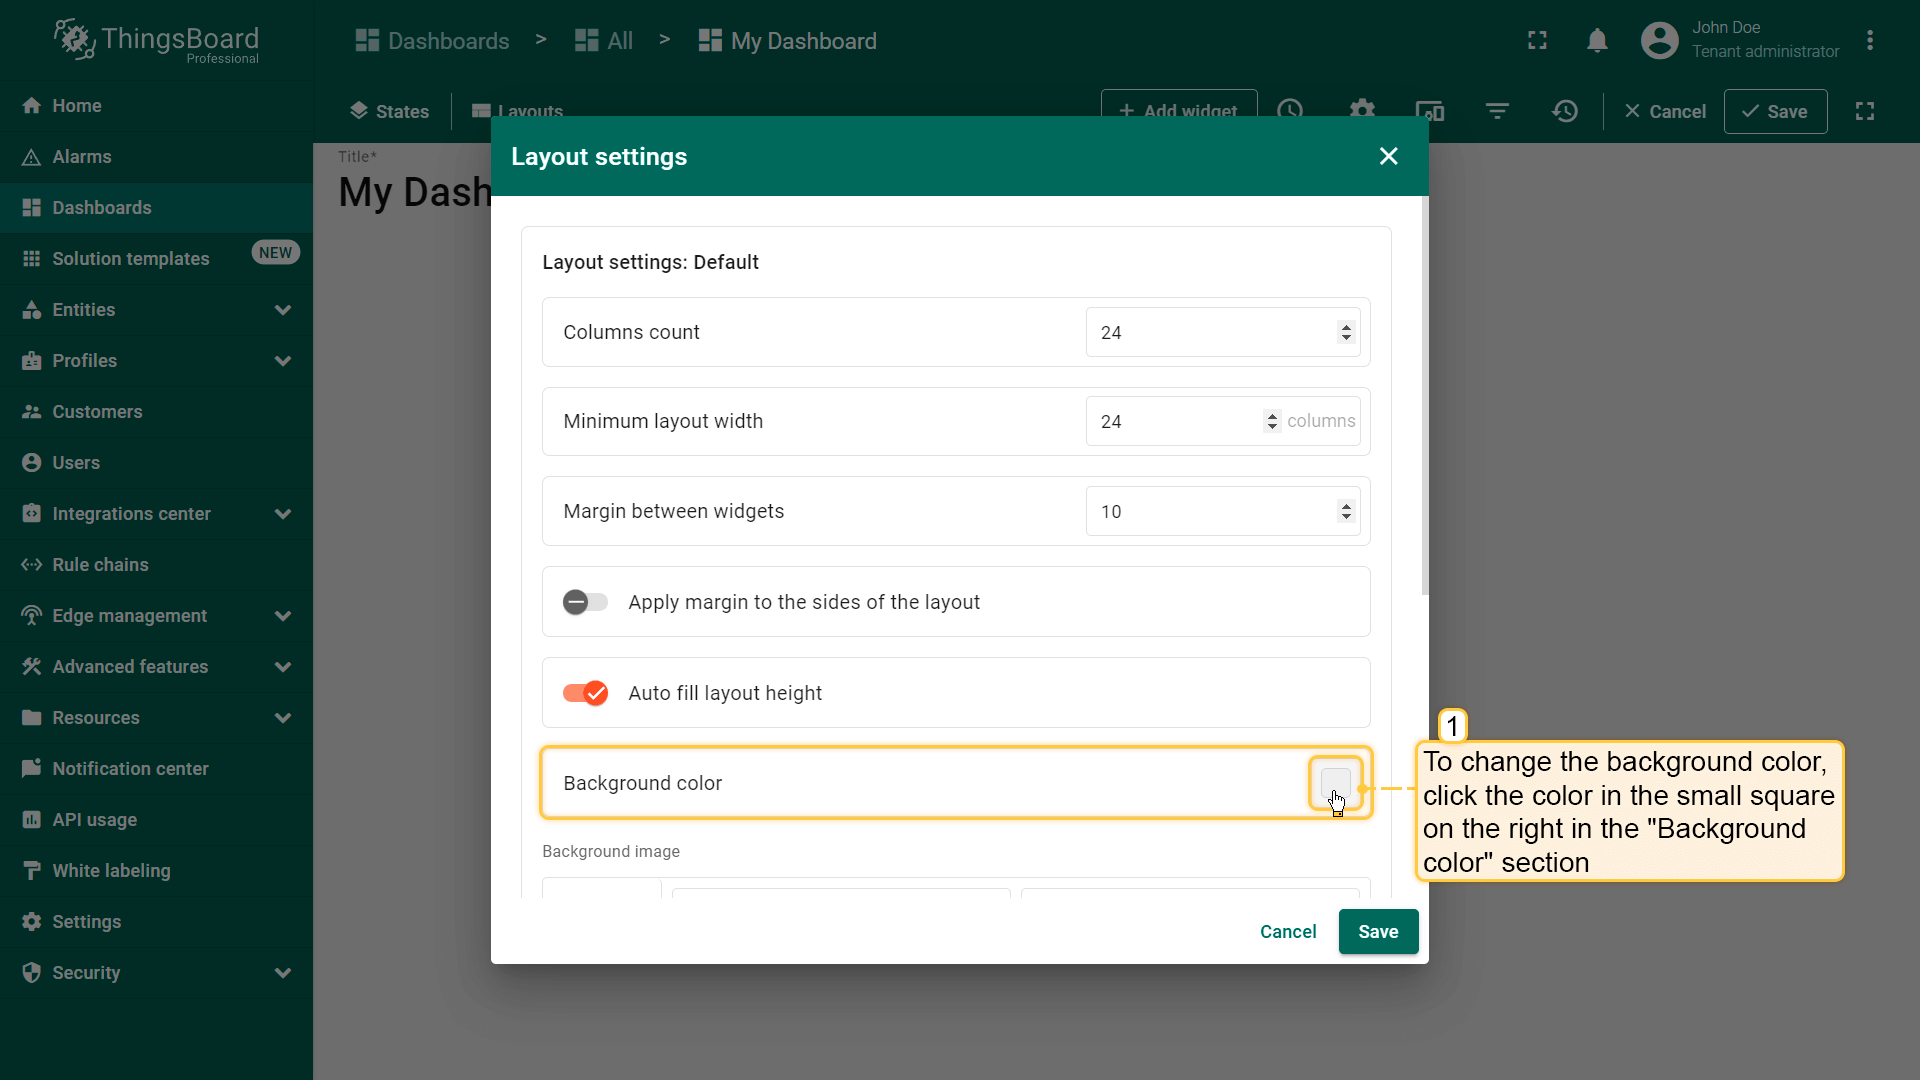 ThingsBoard
Professional
Dashboards > All > My Dashboard
John Doe
Tenant administrator
Home
Alarms
Dashboards
Solution templates NEW
Entities
Profiles
Customers
Users
Integrations center
Rule chains
Edge management
Advanced features
Resources
Notification center
API usage
White labeling
Settings
Security
States
Layouts
Add widget
Cancel
Save
Title*
My Dash
Layout settings
Layout settings: Default
Columns count 24
Minimum layout width 24 columns
Margin between widgets 10
Apply margin to the sides of the layout
Auto fill layout height
Background color
Background image
Cancel Save
1
To change the background color,
click the color in the small square
on the right in the "Background
color" section